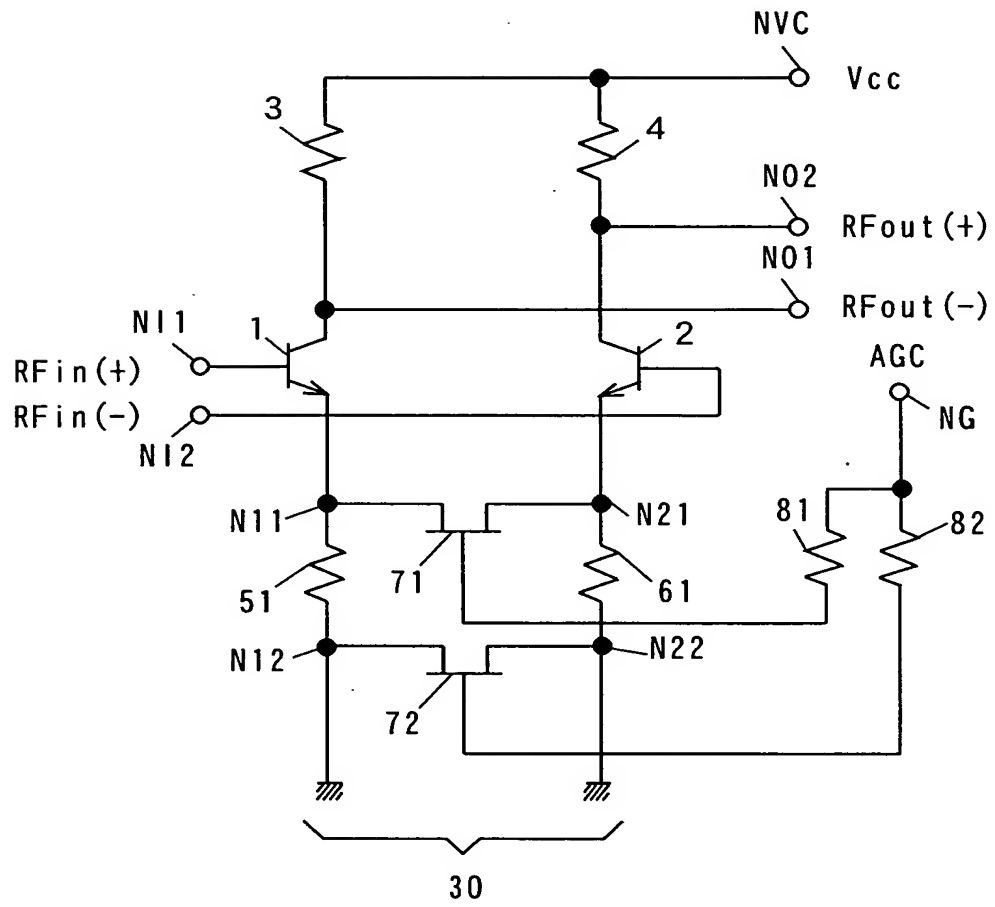 NVC
Vcc
3
4
NO2
RFout(+)
NO1
RFout(-)
NI1
1
2
RFin(+)
AGC
RFin(-)
NG
NI2
N11
N21
81
82
71
51
61
N12
N22
72
30